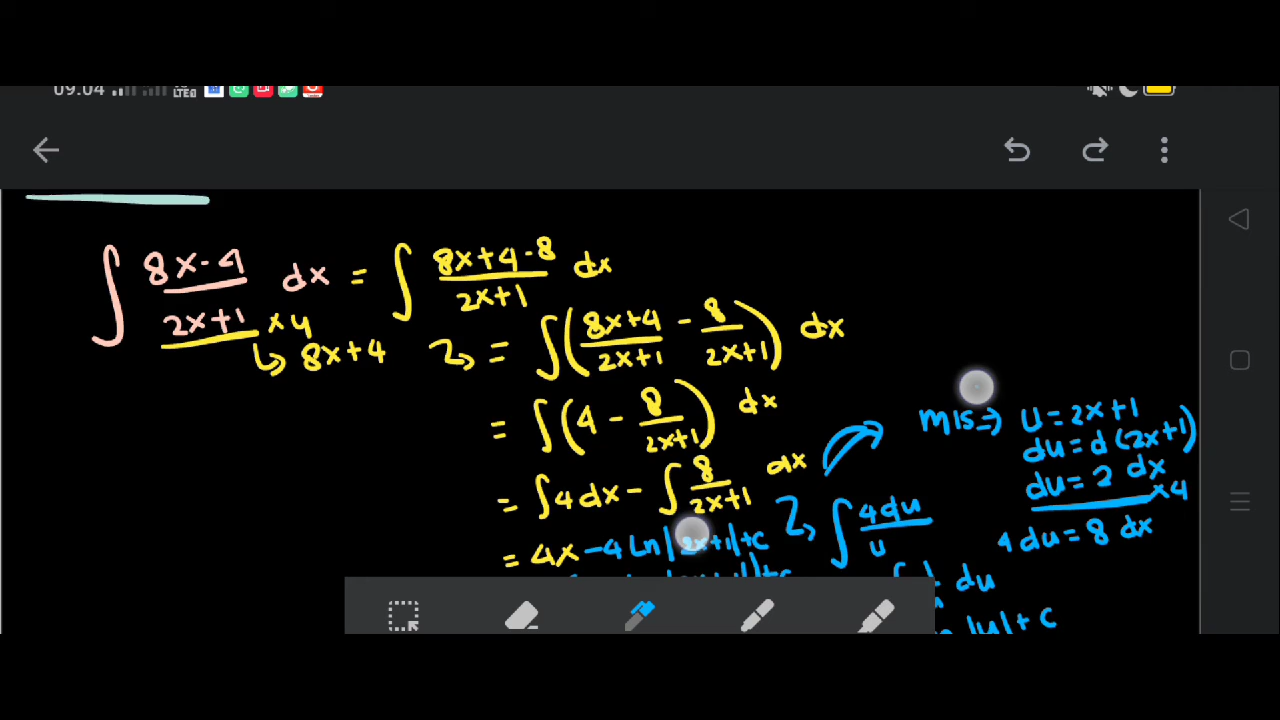 09.04
∫ (8x-4)/(2x+1) dx = ∫ (8x+4-8)/(2x+1) dx
x 4
↳ 8x+4
= ∫ ( (8x+4)/(2x+1) - 8/(2x+1) ) dx
= ∫ ( 4 - 8/(2x+1) ) dx
= ∫ 4 dx - ∫ 8/(2x+1) dx
= 4x - 4 Ln |2x+1| + c
mis → u = 2x+1
du = d (2x+1)
du = 2 dx
x4
4 du = 8 dx
∫ 4du/u
du
|u| + c